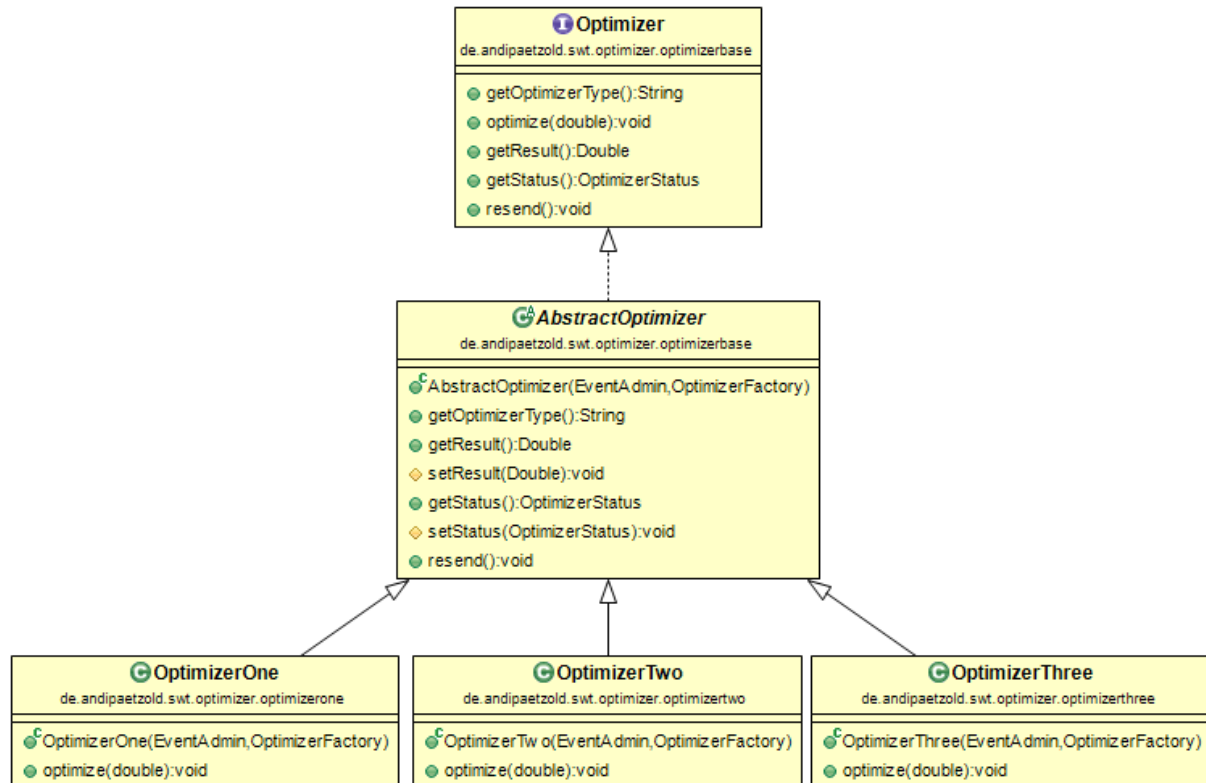 I Optimizer
de.andipaetzold.swt.optimizer.optimizerbase
getOptimizerType():String
optimize(double):void
getResult():Double
getStatus():OptimizerStatus
resend():void
C A AbstractOptimizer
de.andipaetzold.swt.optimizer.optimizerbase
C AbstractOptimizer(EventAdmin,OptimizerFactory)
getOptimizerType():String
getResult():Double
setResult(Double):void
getStatus():OptimizerStatus
setStatus(OptimizerStatus):void
resend():void
C OptimizerOne
de.andipaetzold.swt.optimizer.optimizerone
C OptimizerOne(EventAdmin,OptimizerFactory)
optimize(double):void
C OptimizerTwo
de.andipaetzold.swt.optimizer.optimizertwo
C OptimizerTwo(EventAdmin,OptimizerFactory)
optimize(double):void
C OptimizerThree
de.andipaetzold.swt.optimizer.optimizerthree
C OptimizerThree(EventAdmin,OptimizerFactory)
optimize(double):void